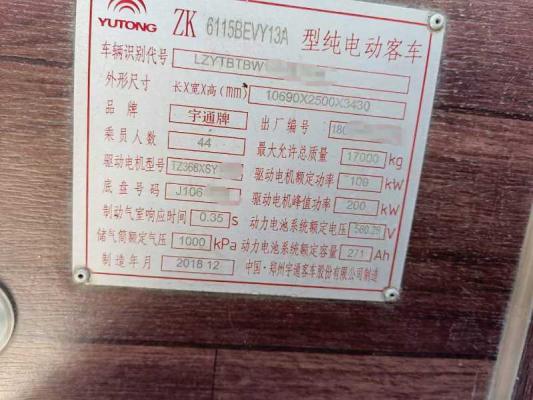 YUTONG ZK 6115BEVY13A 型纯电动客车
车辆识别代号 LZYTBTBW
外形尺寸 长X宽X高(mm) 10690X2500X3430
品牌 宇通牌 出厂编号 180
乘员人数 44 最大允许总质量 17000 kg
驱动电机型号 TZ368XSY 驱动电机额定功率 100 kW
底盘号码 J106 驱动电机峰值功率 200 kW
制动气室响应时间 0.35 s 动力电池系统额定电压 V
储气筒额定气压 1000 kPa 动力电池系统额定容量 271 Ah
制造年月 2018 12 中国·郑州宇通客车股份有限公司制造